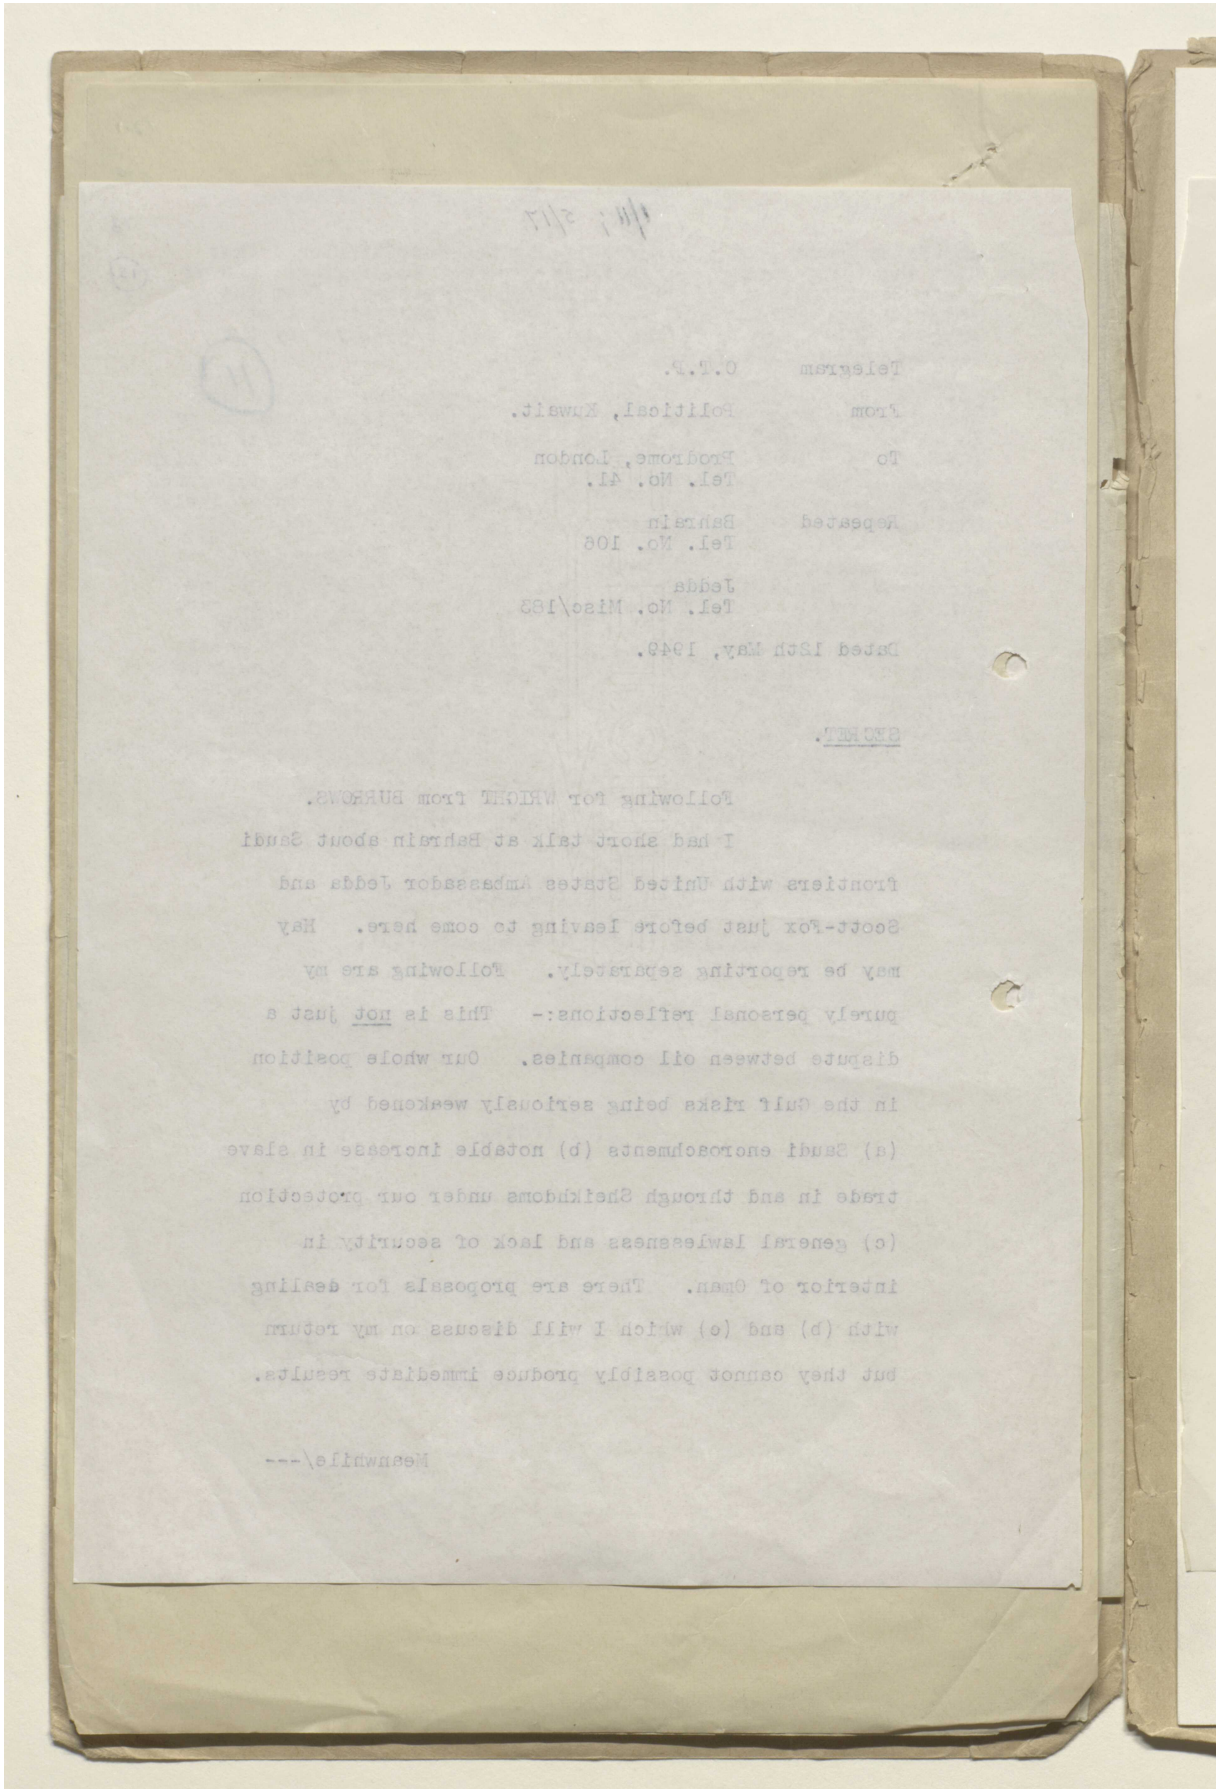 4/11; 5/17
11
Telegram O.T.P.
From Political, Kuwait.
To Prodrome, London
Tel. No. 41.
Repeated Bahrain
Tel. No. 106
Jedda
Tel. No. Misc/183
Dated 12th May, 1949.
SECRET.
Following for WRIGHT from BURROWS.
I had short talk at Bahrain about Saudi
frontiers with United States Ambassador Jedda and
Scott-Fox just before leaving to come here. Hay
may be reporting separately. Following are my
purely personal reflections:- This is not just a
dispute between oil companies. Our whole position
in the Gulf risks being seriously weakened by
(a) Saudi encroachments (b) notable increase in slave
trade in and through Sheikhdoms under our protection
(c) general lawlessness and lack of security in
interior of Oman. There are proposals for dealing
with (b) and (c) which I will discuss on my return
but they cannot possibly produce immediate results.
Meanwhile/---